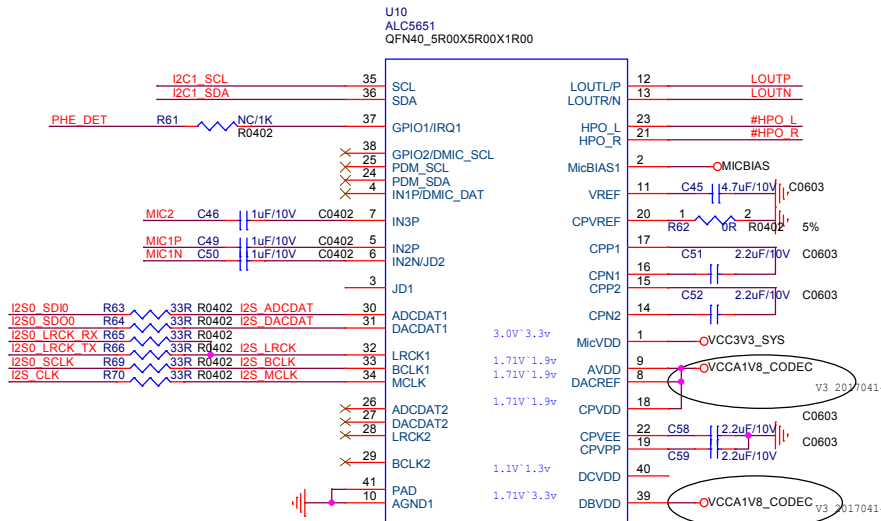 U10
ALC5651
QFN40_5R00X5R00X1R00
I2C1_SCL 35 SCL LOUTL/P 12 LOUTP
I2C1_SDA 36 SDA LOUTR/N 13 LOUTN
PHE_DET R61 NC/1K 37 GPIO1/IRQ1 HPO_L 23 #HPO_L
R0402 HPO_R 21 #HPO_R
38 GPIO2/DMIC_SCL
25 PDM_SCL MicBIAS1 2 MICBIAS
24 PDM_SDA
4 IN1P/DMIC_DAT VREF 11 C45 4.7uF/10V C0603
MIC2 C46 1uF/10V C0402 7 IN3P CPVREF 20 1 2
R62 0R R0402 5%
MIC1P C49 1uF/10V C0402 5 IN2P CPP1 17
MIC1N C50 1uF/10V C0402 6 IN2N/JD2 C51 2.2uF/10V C0603
CPN1 16
3 JD1 CPP2 15
C52 2.2uF/10V C0603
I2S0_SDI0 R63 33R R0402 I2S_ADCDAT 30 ADCDAT1 CPN2 14
I2S0_SDO0 R64 33R R0402 I2S_DACDAT 31 DACDAT1
I2S0_LRCK_RX R65 33R R0402 3.0V~3.3v MicVDD 1 VCC3V3_SYS
I2S0_LRCK_TX R66 33R R0402 I2S_LRCK 32 LRCK1
I2S0_SCLK R69 33R R0402 I2S_BCLK 33 BCLK1 1.71V~1.9v AVDD 9 VCCA1V8_CODEC
I2S_CLK R70 33R R0402 I2S_MCLK 34 MCLK 1.71V~1.9v DACREF 8
V3 2017041
26 ADCDAT2 1.71V~1.9v CPVDD 18
27 DACDAT2 C0603
28 LRCK2 CPVEE 22 C58 2.2uF/10V
CPVPP 19 C59 2.2uF/10V C0603
29 BCLK2
1.1V~1.3v DCVDD 40
41 PAD
10 AGND1 1.71V~3.3v DBVDD 39 VCCA1V8_CODEC
V3 2017041